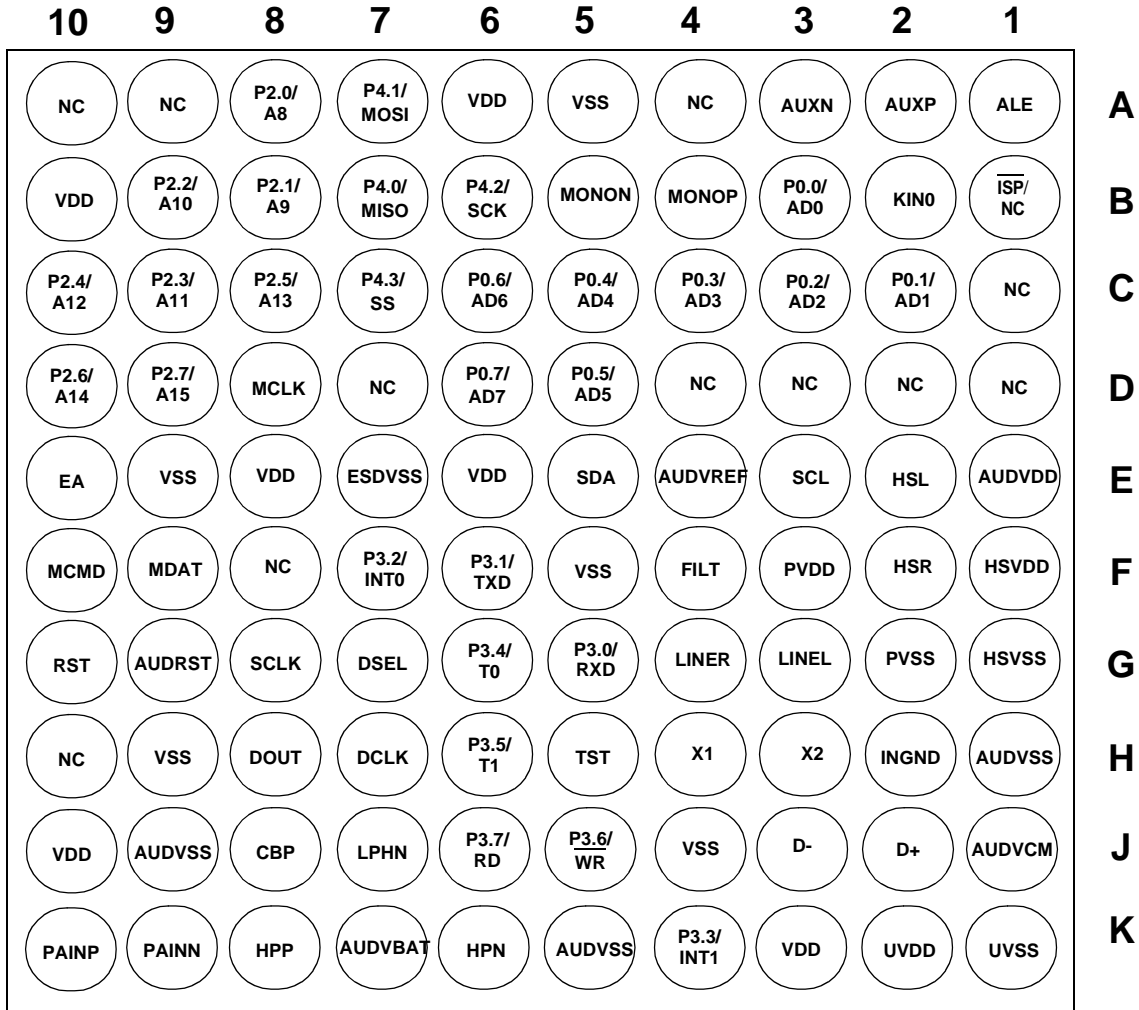 10 9 8 7 6 5 4 3 2 1
NC NC P2.0/ A8 P4.1/ MOSI VDD VSS NC AUXN AUXP ALE A
VDD P2.2/ A10 P2.1/ A9 P4.0/ MISO P4.2/ SCK MONON MONOP P0.0/ AD0 KIN0 ISP/ NC B
P2.4/ A12 P2.3/ A11 P2.5/ A13 P4.3/ SS P0.6/ AD6 P0.4/ AD4 P0.3/ AD3 P0.2/ AD2 P0.1/ AD1 NC C
P2.6/ A14 P2.7/ A15 MCLK NC P0.7/ AD7 P0.5/ AD5 NC NC NC NC D
EA VSS VDD ESDVSS VDD SDA AUDVREF SCL HSL AUDVDD E
MCMD MDAT NC P3.2/ INT0 P3.1/ TXD VSS FILT PVDD HSR HSVDD F
RST AUDRST SCLK DSEL P3.4/ T0 P3.0/ RXD LINER LINEL PVSS HSVSS G
NC VSS DOUT DCLK P3.5/ T1 TST X1 X2 INGND AUDVSS H
VDD AUDVSS CBP LPHN P3.7/ RD P3.6/ WR VSS D- D+ AUDVCM J
PAINP PAINN HPP AUDVBAT HPN AUDVSS P3.3/ INT1 VDD UVDD UVSS K